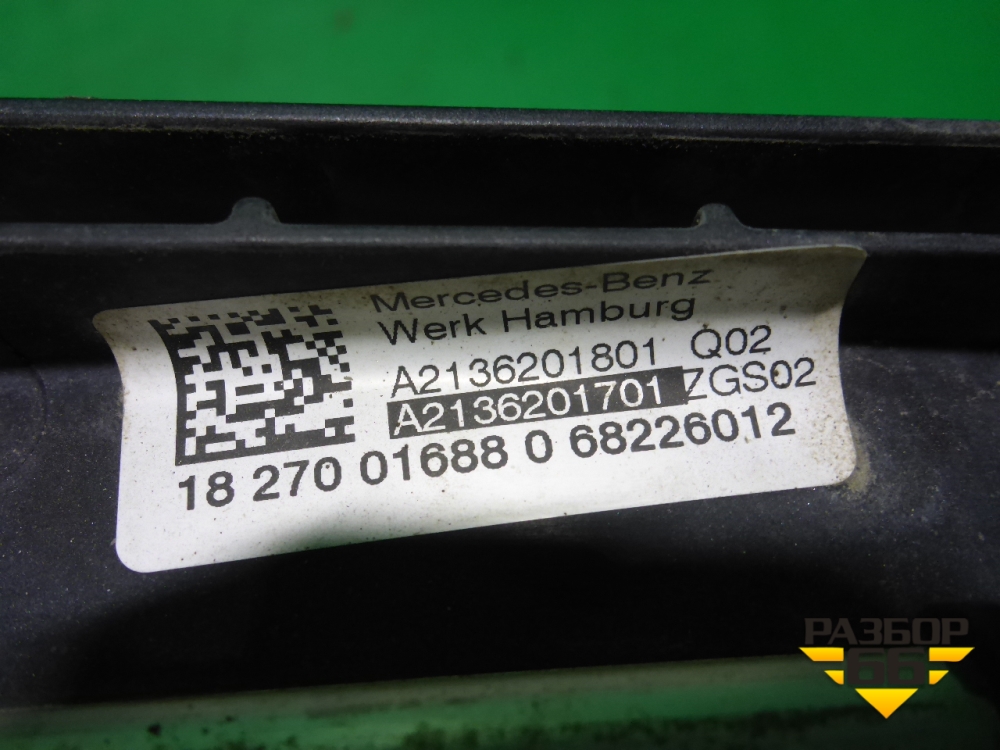 Mercedes-Benz
Werk Hamburg
A2136201801 Q02
A2136201701 ZGS02
18 270 01688 0 68226012
РАЗБОР
66